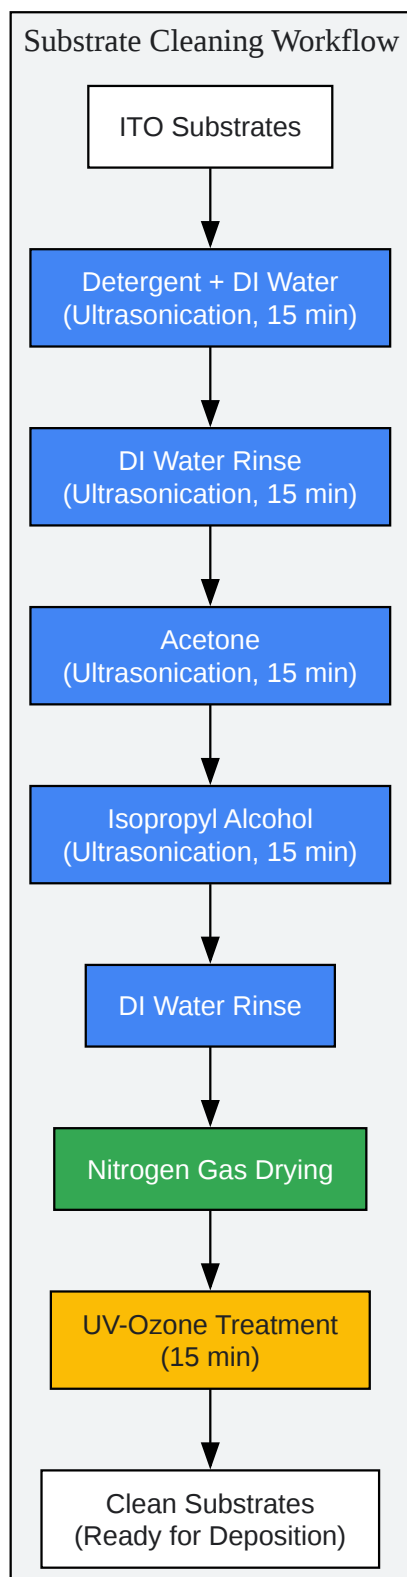 Substrate Cleaning Workflow
ITO Substrates
Detergent + DI Water
(Ultrasonication, 15 min)
DI Water Rinse
(Ultrasonication, 15 min)
Acetone
(Ultrasonication, 15 min)
Isopropyl Alcohol
(Ultrasonication, 15 min)
DI Water Rinse
Nitrogen Gas Drying
UV-Ozone Treatment
(15 min)
Clean Substrates
(Ready for Deposition)